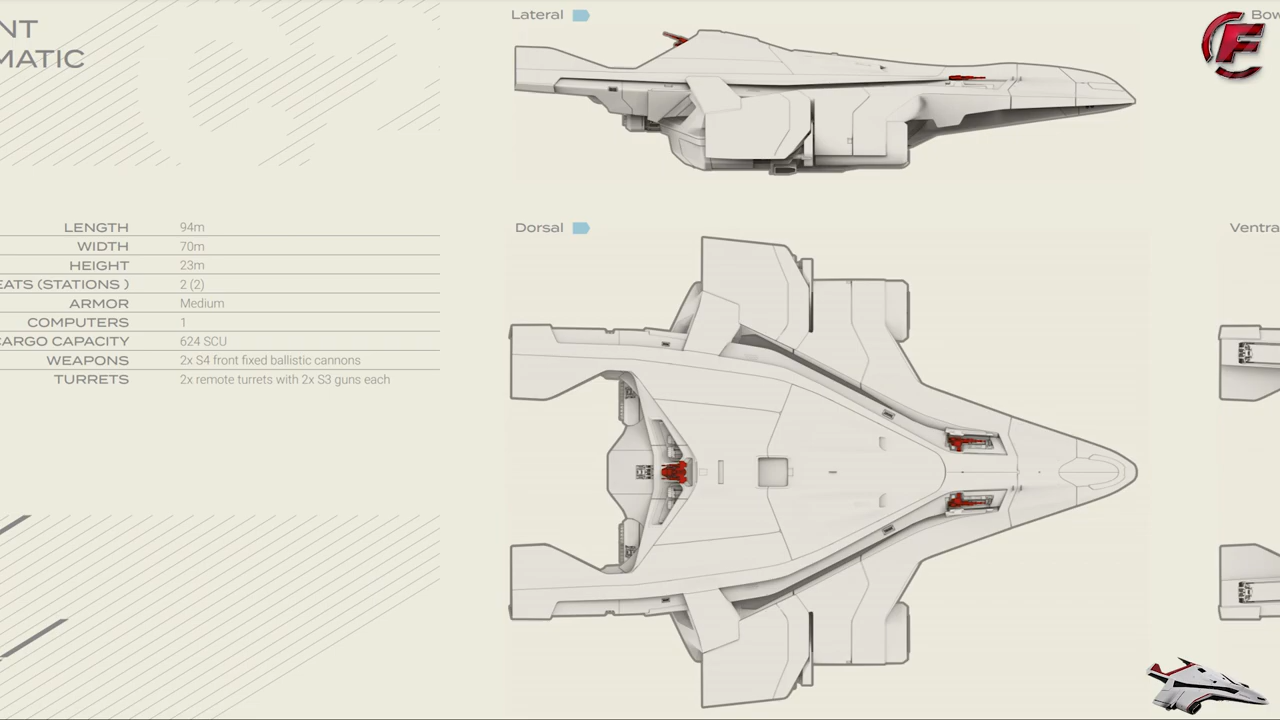 NT
MATIC
LENGTH 94m
WIDTH 70m
HEIGHT 23m
EATS (STATIONS ) 2 (2)
ARMOR Medium
COMPUTERS 1
CARGO CAPACITY 624 SCU
WEAPONS 2x S4 front fixed ballistic cannons
TURRETS 2x remote turrets with 2x S3 guns each
Lateral
Bow
Dorsal
Ventra
F